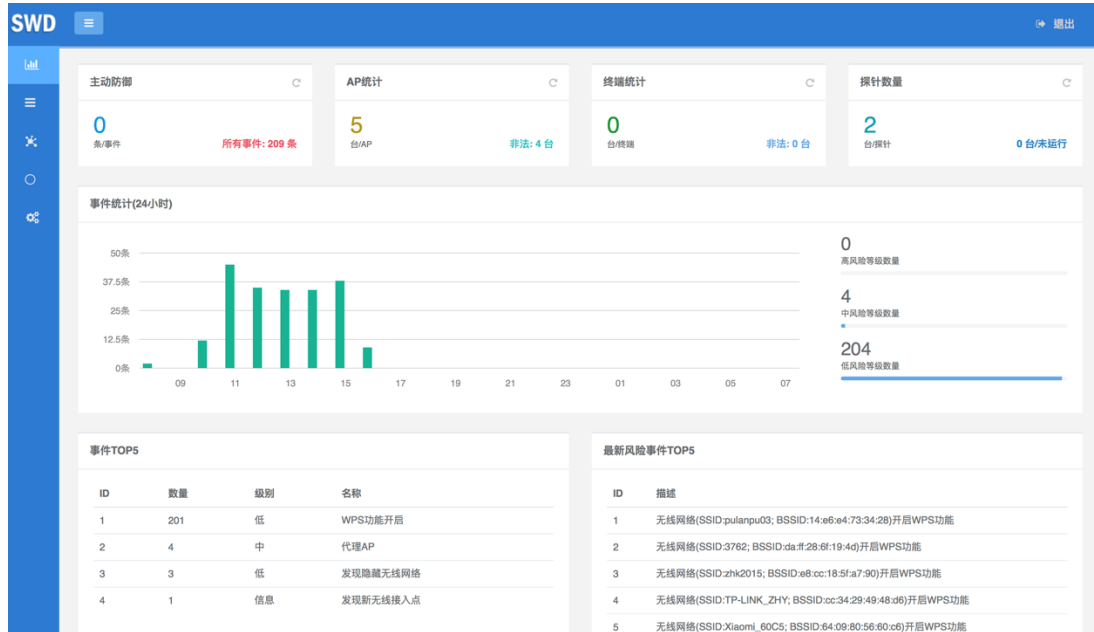 SWD
退出
主动防御
AP统计
终端统计
探针数量
0
条/事件
所有事件: 209 条
5
台/AP
非法: 4 台
0
台/终端
非法: 0 台
2
台/探针
0 台/未运行
事件统计(24小时)
50条
37.5条
25条
12.5条
0条
09 11 13 15 17 19 21 23 01 03 05 07
0
高风险等级数量
4
中风险等级数量
204
低风险等级数量
事件TOP5
ID 数量 级别 名称
1 201 低 WPS功能开启
2 4 中 代理AP
3 3 低 发现隐藏无线网络
4 1 信息 发现新无线接入点
最新风险事件TOP5
ID 描述
1 无线网络(SSID:pulanpu03; BSSID:14:e6:e4:73:34:28)开启WPS功能
2 无线网络(SSID:3762; BSSID:da:ff:28:6f:19:4d)开启WPS功能
3 无线网络(SSID:zhk2015; BSSID:e8:cc:18:5f:a7:90)开启WPS功能
4 无线网络(SSID:TP-LINK_ZHY; BSSID:cc:34:29:49:48:d6)开启WPS功能
5 无线网络(SSID:Xiaomi_60C5; BSSID:64:09:80:56:60:c6)开启WPS功能